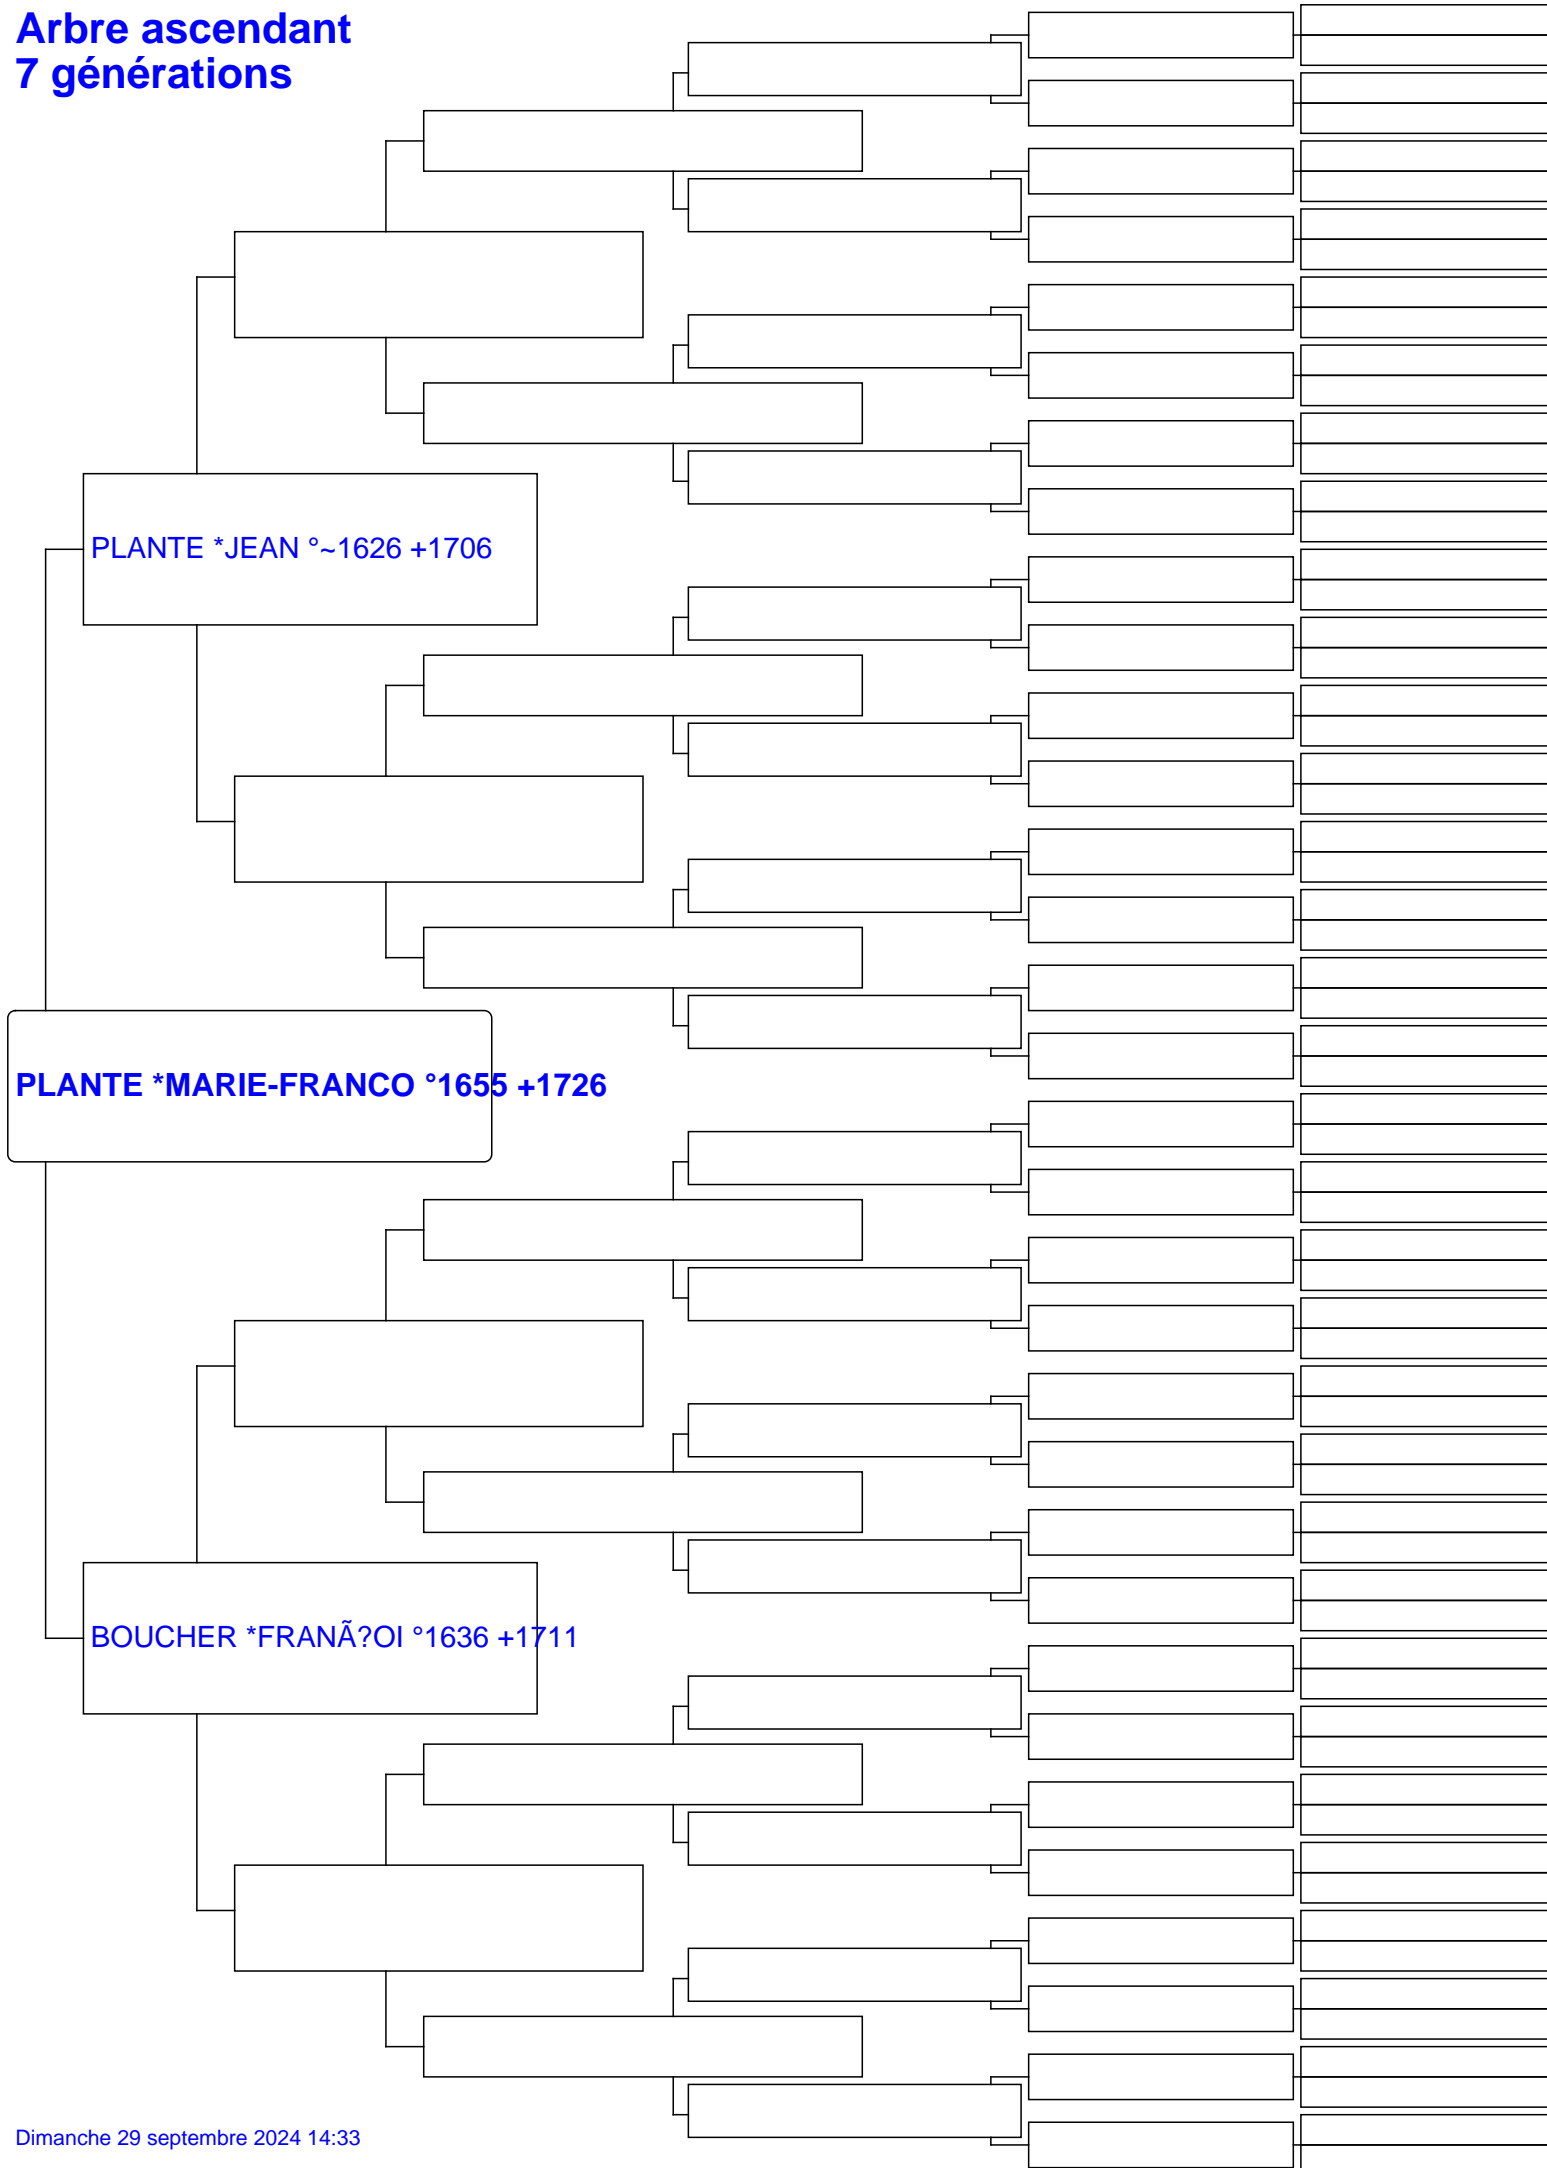 Arbre ascendant
7 générations
PLANTE *JEAN °~1626 +1706
PLANTE *MARIE-FRANCO °1655 +1726
BOUCHER *FRANÃ?OI °1636 +1711
Dimanche 29 septembre 2024 14:33